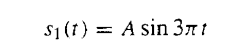 s₁(t) = A sin 3πt